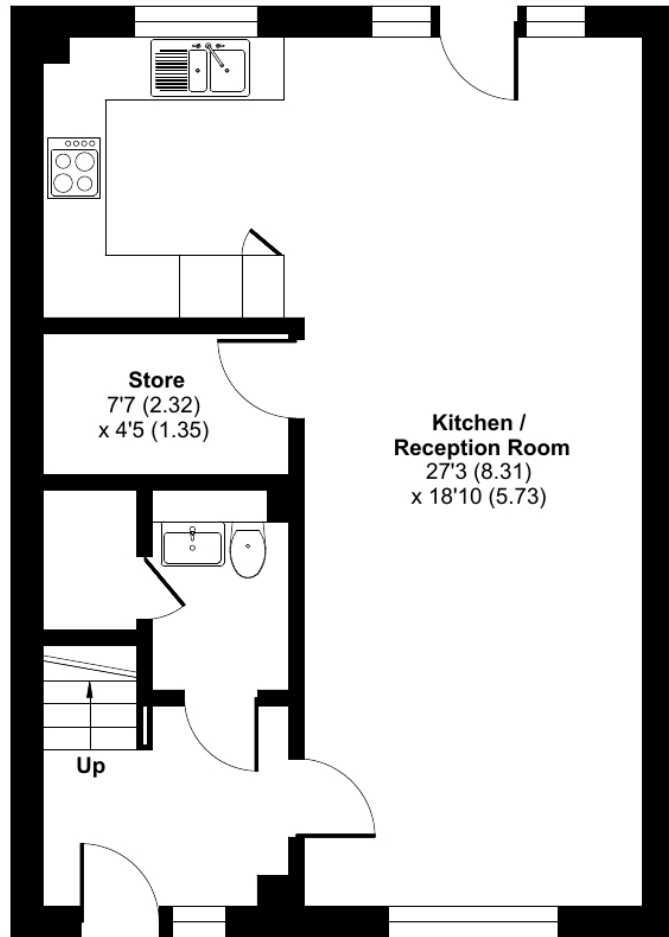 Store
7'7 (2.32)
x 4'5 (1.35)
Kitchen /
Reception Room
27'3 (8.31)
x 18'10 (5.73)
Up